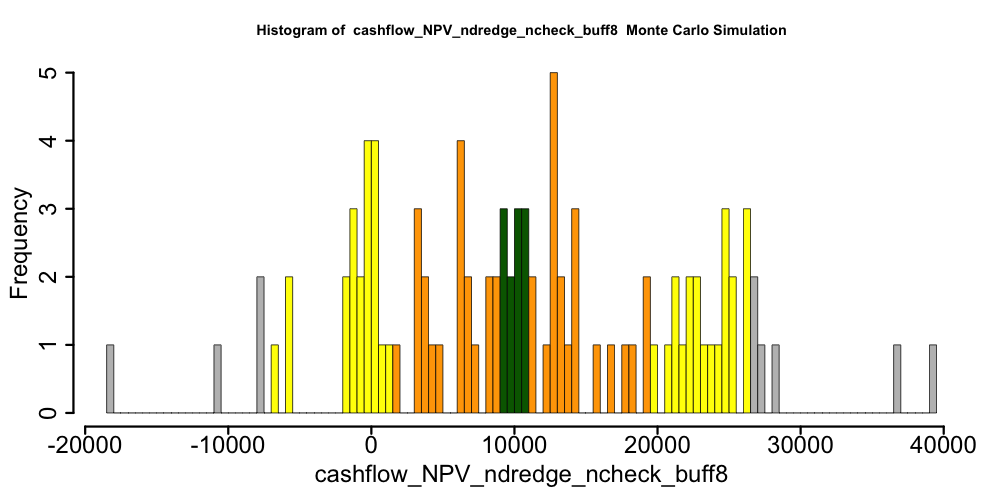 Histogram of  cashflow_NPV_ndredge_ncheck_buff8  Monte Carlo Simulation
Frequency
5
4
3
2
1
0
-20000 -10000 0 10000 20000 30000 40000
cashflow_NPV_ndredge_ncheck_buff8